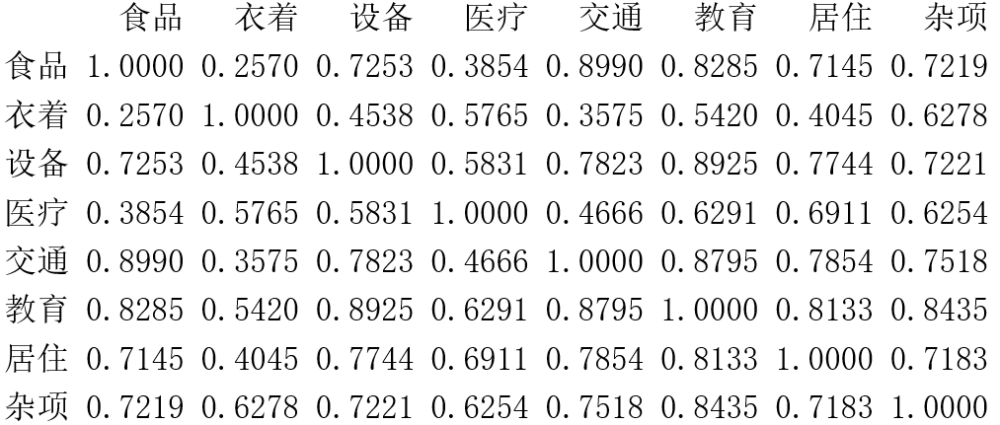 食品 衣着 设备 医疗 交通 教育 居住 杂项
食品 1.0000 0.2570 0.7253 0.3854 0.8990 0.8285 0.7145 0.7219
衣着 0.2570 1.0000 0.4538 0.5765 0.3575 0.5420 0.4045 0.6278
设备 0.7253 0.4538 1.0000 0.5831 0.7823 0.8925 0.7744 0.7221
医疗 0.3854 0.5765 0.5831 1.0000 0.4666 0.6291 0.6911 0.6254
交通 0.8990 0.3575 0.7823 0.4666 1.0000 0.8795 0.7854 0.7518
教育 0.8285 0.5420 0.8925 0.6291 0.8795 1.0000 0.8133 0.8435
居住 0.7145 0.4045 0.7744 0.6911 0.7854 0.8133 1.0000 0.7183
杂项 0.7219 0.6278 0.7221 0.6254 0.7518 0.8435 0.7183 1.0000